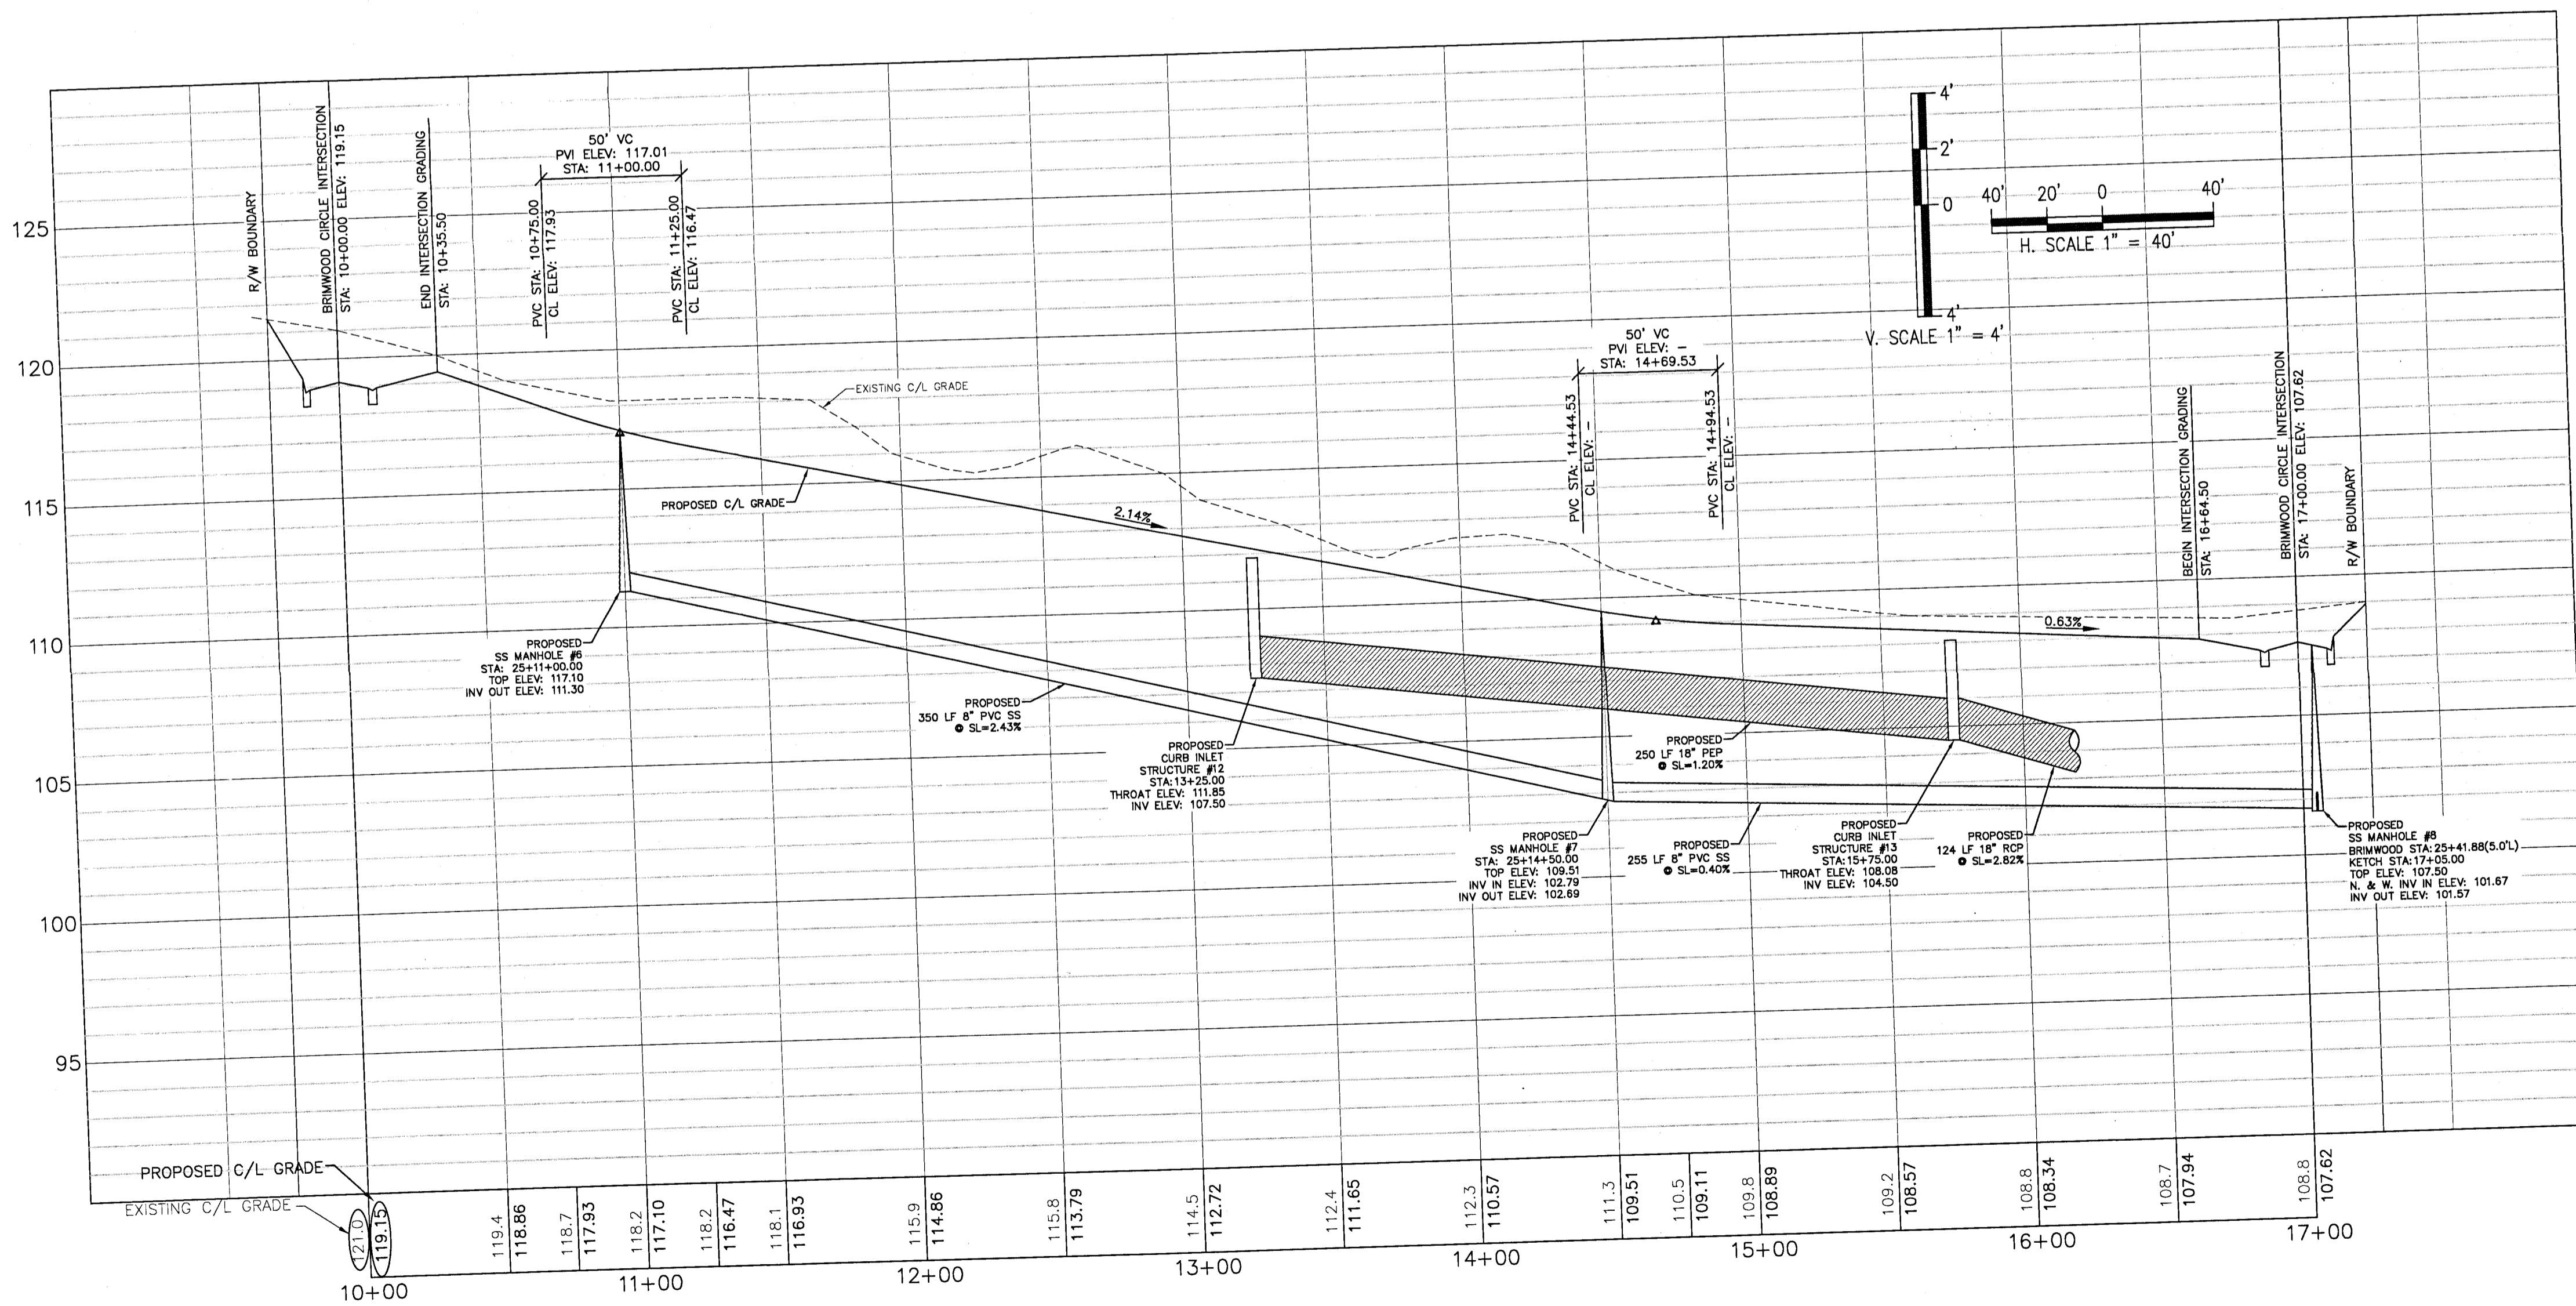 R/W BOUNDARY
BRIMWOOD CIRCLE INTERSECTION
STA: 10+00.00 ELEV: 119.15
END INTERSECTION GRADING
STA: 10+35.50
50' VC
PVI ELEV: 117.01
STA: 11+00.00
PVC STA: 10+75.00
CL ELEV: 117.93
PVC STA: 11+25.00
CL ELEV: 116.47
4'
2'
0
4'
V. SCALE 1" = 4'
40' 20' 0 40'
H. SCALE 1" = 40'
125
120
115
110
105
100
95
EXISTING C/L GRADE
PROPOSED C/L GRADE
2.14%
50' VC
PVI ELEV: –
STA: 14+69.53
PVC STA: 14+44.53
CL ELEV: –
PVC STA: 14+94.53
CL ELEV: –
0.63%
BEGIN INTERSECTION GRADING
STA: 16+64.50
BRIMWOOD CIRCLE INTERSECTION
STA: 17+00.00 ELEV: 107.62
R/W BOUNDARY
PROPOSED
SS MANHOLE #6
STA: 25+11+00.00
TOP ELEV: 117.10
INV OUT ELEV: 111.30
PROPOSED
350 LF 8" PVC SS
@ SL=2.43%
PROPOSED
CURB INLET
STRUCTURE #12
STA:13+25.00
THROAT ELEV: 111.85
INV ELEV: 107.50
PROPOSED
250 LF 18" PEP
@ SL=1.20%
PROPOSED
SS MANHOLE #7
STA: 25+14+50.00
TOP ELEV: 109.51
INV IN ELEV: 102.79
INV OUT ELEV: 102.69
PROPOSED
255 LF 8" PVC SS
@ SL=0.40%
PROPOSED
CURB INLET
STRUCTURE #13
STA:15+75.00
THROAT ELEV: 108.08
INV ELEV: 104.50
PROPOSED
124 LF 18" RCP
@ SL=2.82%
PROPOSED
SS MANHOLE #8
BRIMWOOD STA:25+41.88(5.0'L)
KETCH STA:17+05.00
TOP ELEV: 107.50
N. & W. INV IN ELEV: 101.67
INV OUT ELEV: 101.57
PROPOSED C/L GRADE
EXISTING C/L GRADE
121.0
119.15
119.4
118.86
118.7
117.93
118.2
117.10
118.2
116.47
118.1
116.93
115.9
114.86
115.8
113.79
114.5
112.72
112.4
111.65
112.3
110.57
111.3
109.51
110.5
109.11
109.8
108.89
109.2
108.57
108.8
108.34
108.7
107.94
108.8
107.62
10+00
11+00
12+00
13+00
14+00
15+00
16+00
17+00